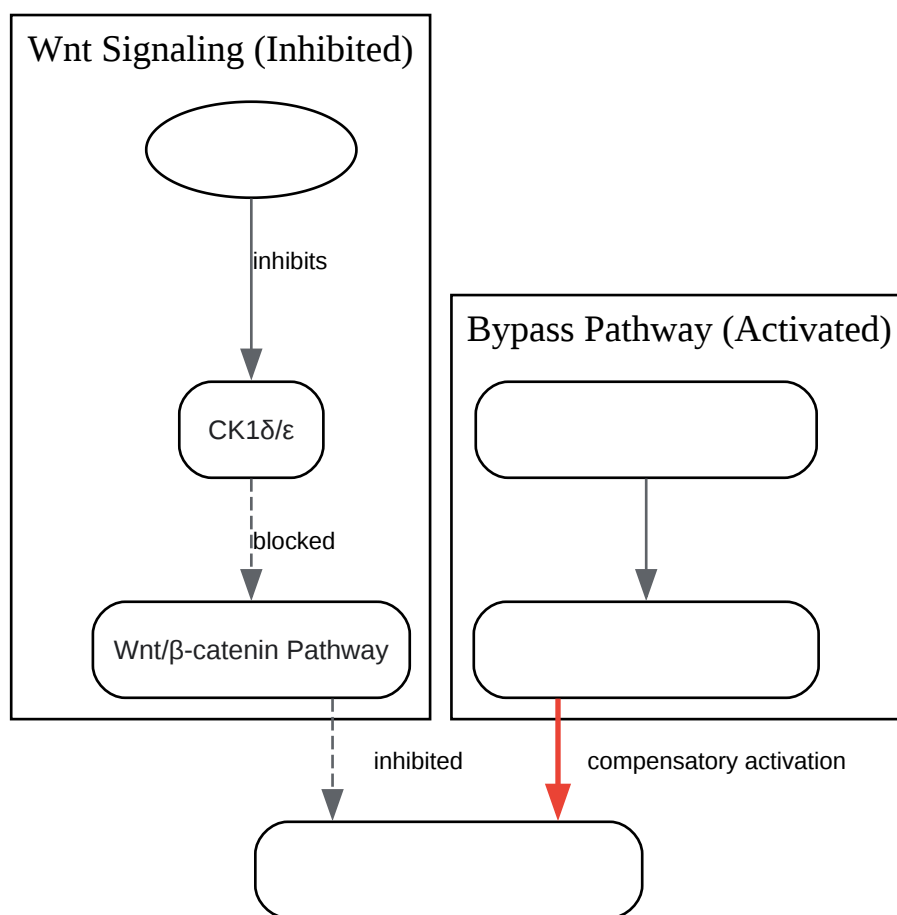 Wnt Signaling (Inhibited)
inhibits
Bypass Pathway (Activated)
CK1δ/ε
blocked
Wnt/β-catenin Pathway
inhibited
compensatory activation